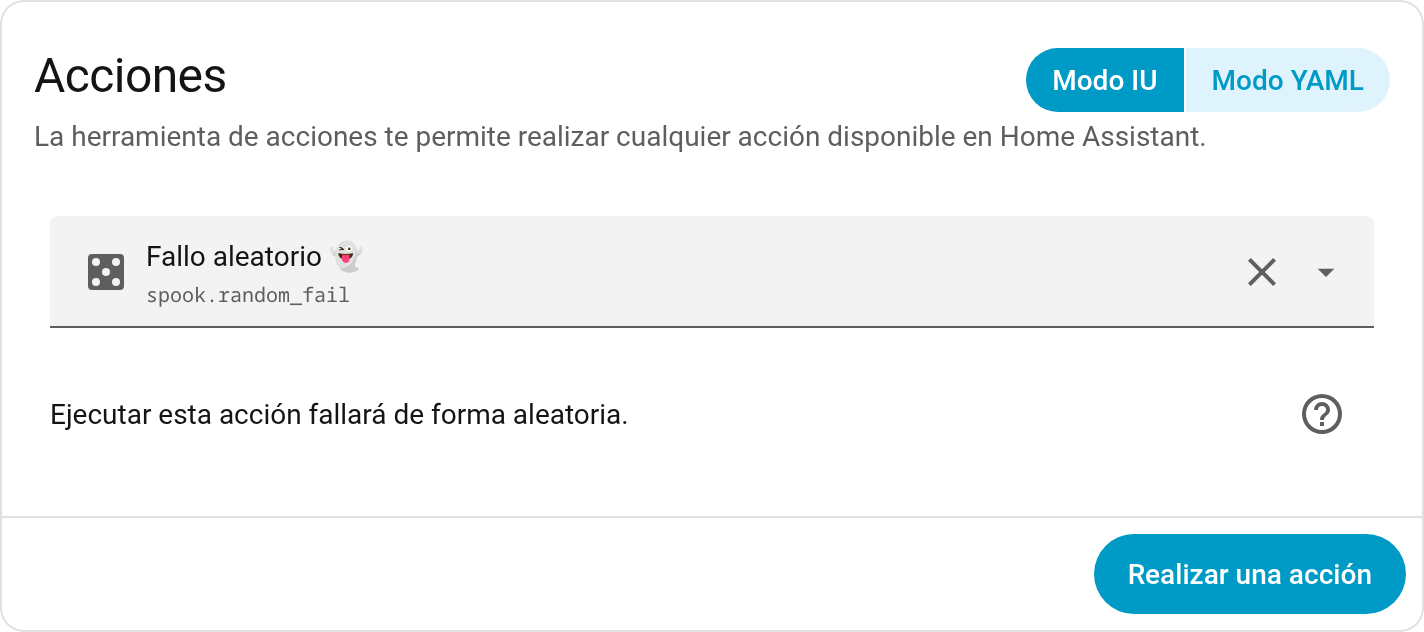 Acciones
Modo IU
Modo YAML
La herramienta de acciones te permite realizar cualquier acción disponible en Home Assistant.
Fallo aleatorio 👻
spook.random_fail
Ejecutar esta acción fallará de forma aleatoria.
Realizar una acción